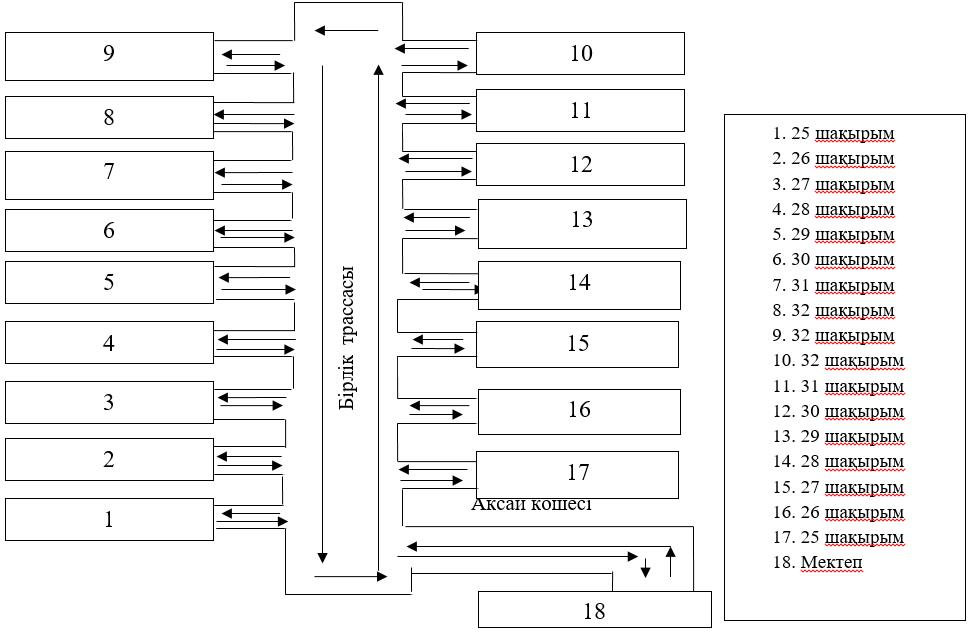 9
8
7
6
5
4
3
2
1
Бірлік трассасы
10
11
12
13
14
15
16
17
Ақсай көшесі
18
1. 25 шақырым
2. 26 шақырым
3. 27 шақырым
4. 28 шақырым
5. 29 шақырым
6. 30 шақырым
7. 31 шақырым
8. 32 шақырым
9. 32 шақырым
10. 32 шақырым
11. 31 шақырым
12. 30 шақырым
13. 29 шақырым
14. 28 шақырым
15. 27 шақырым
16. 26 шақырым
17. 25 шақырым
18. Мектеп